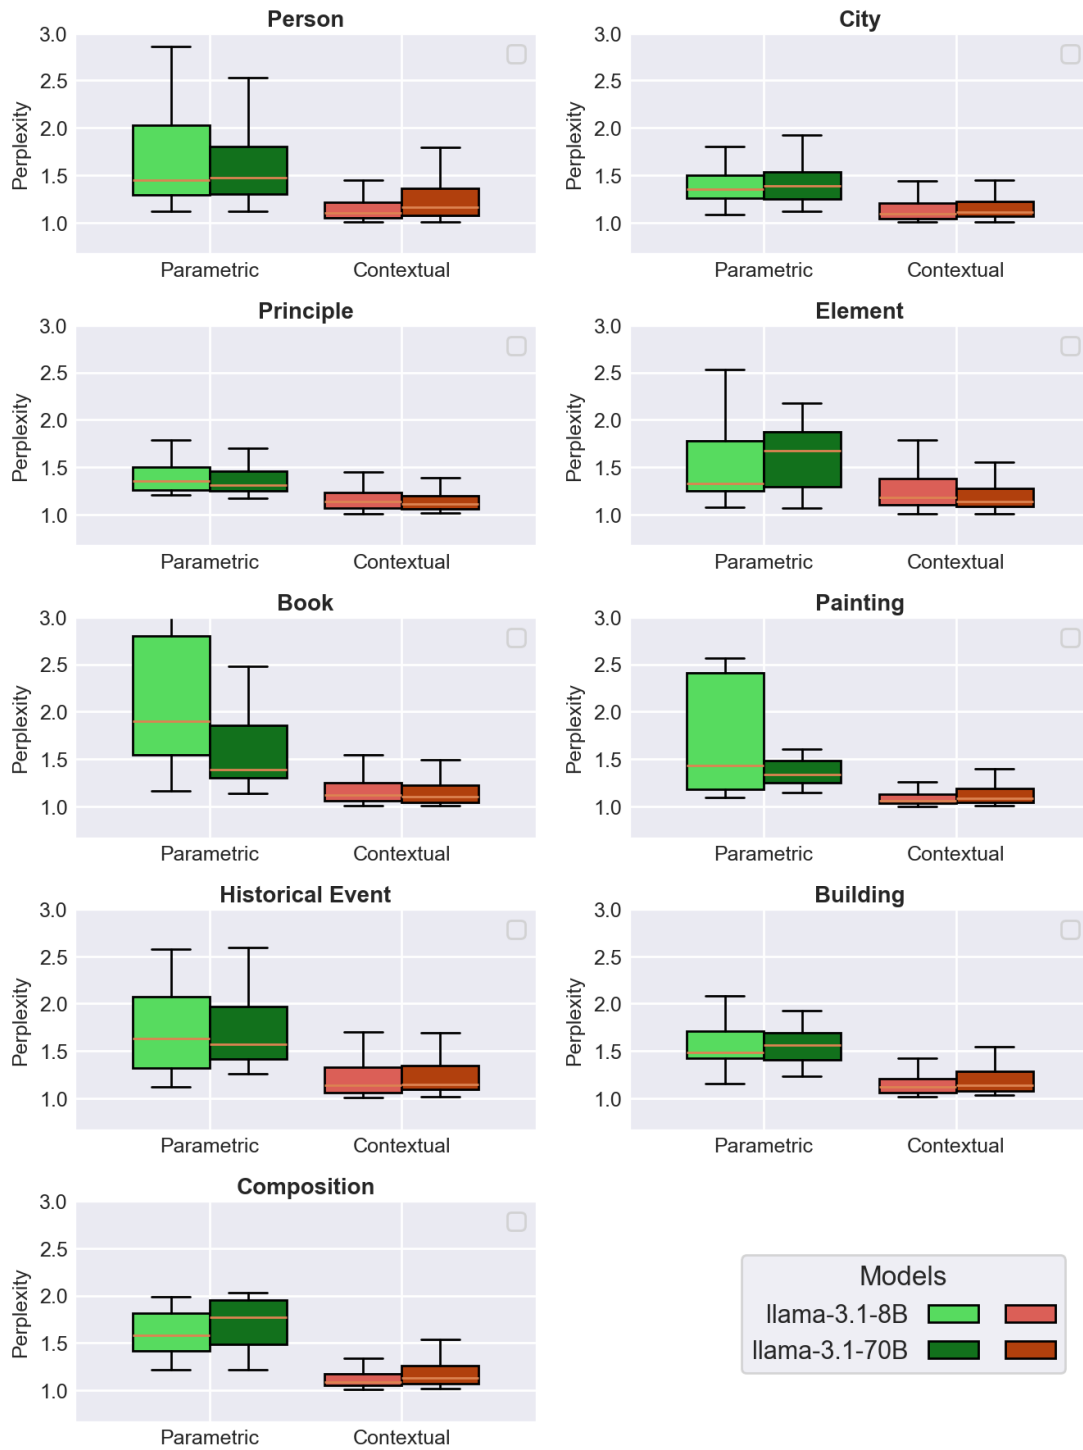 Person
3.0
2.5
2.0
1.5
1.0
Perplexity
Parametric Contextual
City
3.0
2.5
2.0
1.5
1.0
Perplexity
Parametric Contextual
Principle
3.0
2.5
2.0
1.5
1.0
Perplexity
Parametric Contextual
Element
3.0
2.5
2.0
1.5
1.0
Perplexity
Parametric Contextual
Book
3.0
2.5
2.0
1.5
1.0
Perplexity
Parametric Contextual
Painting
3.0
2.5
2.0
1.5
1.0
Perplexity
Parametric Contextual
Historical Event
3.0
2.5
2.0
1.5
1.0
Perplexity
Parametric Contextual
Building
3.0
2.5
2.0
1.5
1.0
Perplexity
Parametric Contextual
Composition
3.0
2.5
2.0
1.5
1.0
Perplexity
Parametric Contextual
Models
llama-3.1-8B
llama-3.1-70B